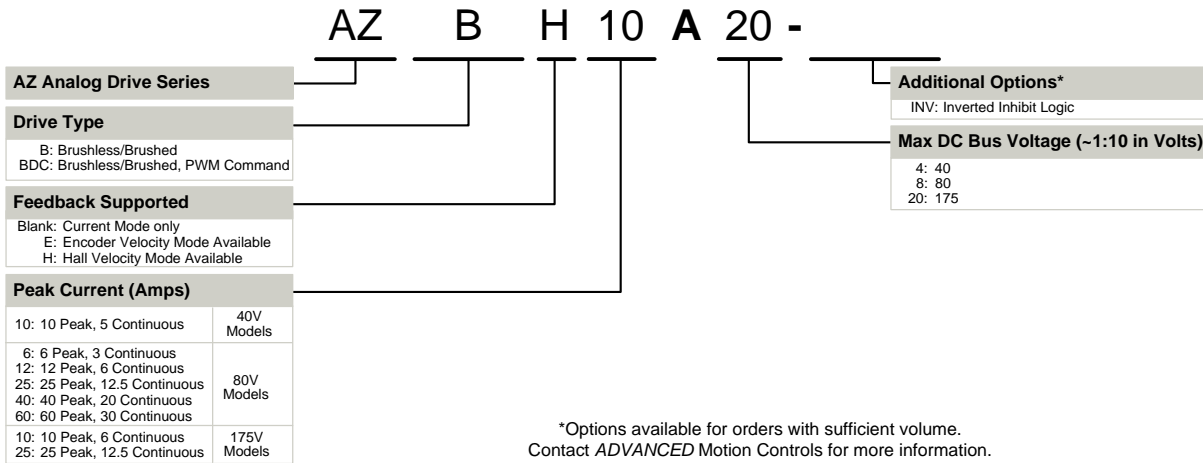 AZ B H 10 A 20 -
AZ Analog Drive Series
Drive Type
B: Brushless/Brushed
BDC: Brushless/Brushed, PWM Command
Feedback Supported
Blank: Current Mode only
E: Encoder Velocity Mode Available
H: Hall Velocity Mode Available
Peak Current (Amps)
10: 10 Peak, 5 Continuous
40V
Models
6: 6 Peak, 3 Continuous
12: 12 Peak, 6 Continuous
25: 25 Peak, 12.5 Continuous
40: 40 Peak, 20 Continuous
60: 60 Peak, 30 Continuous
80V
Models
10: 10 Peak, 6 Continuous
25: 25 Peak, 12.5 Continuous
175V
Models
Additional Options*
INV: Inverted Inhibit Logic
Max DC Bus Voltage (~1:10 in Volts)
4: 40
8: 80
20: 175
*Options available for orders with sufficient volume.
Contact ADVANCED Motion Controls for more information.